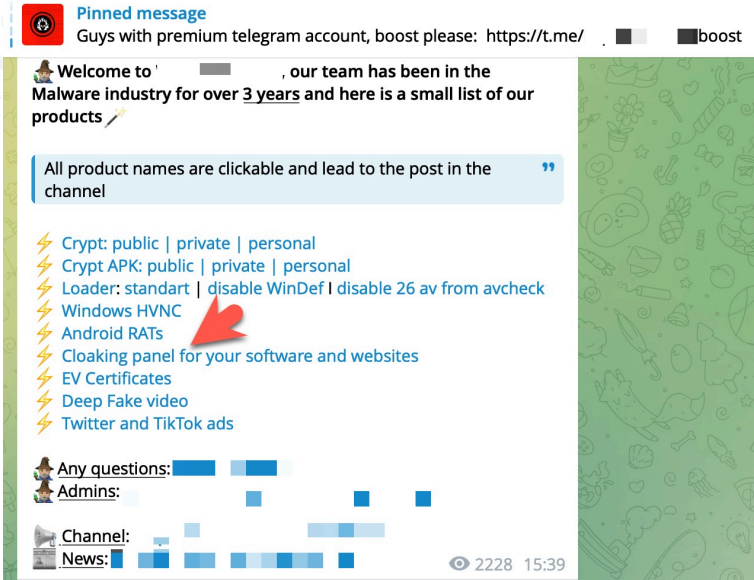 Pinned message
Guys with premium telegram account, boost please: https://t.me/ boost
Welcome to ' , our team has been in the
Malware industry for over 3 years and here is a small list of our
products
All product names are clickable and lead to the post in the
channel
Crypt: public | private | personal
Crypt APK: public | private | personal
Loader: standart | disable WinDef I disable 26 av from avcheck
Windows HVNC
Android RATs
Cloaking panel for your software and websites
EV Certificates
Deep Fake video
Twitter and TikTok ads
Any questions:
Admins:
Channel:
News:
2228 15:39